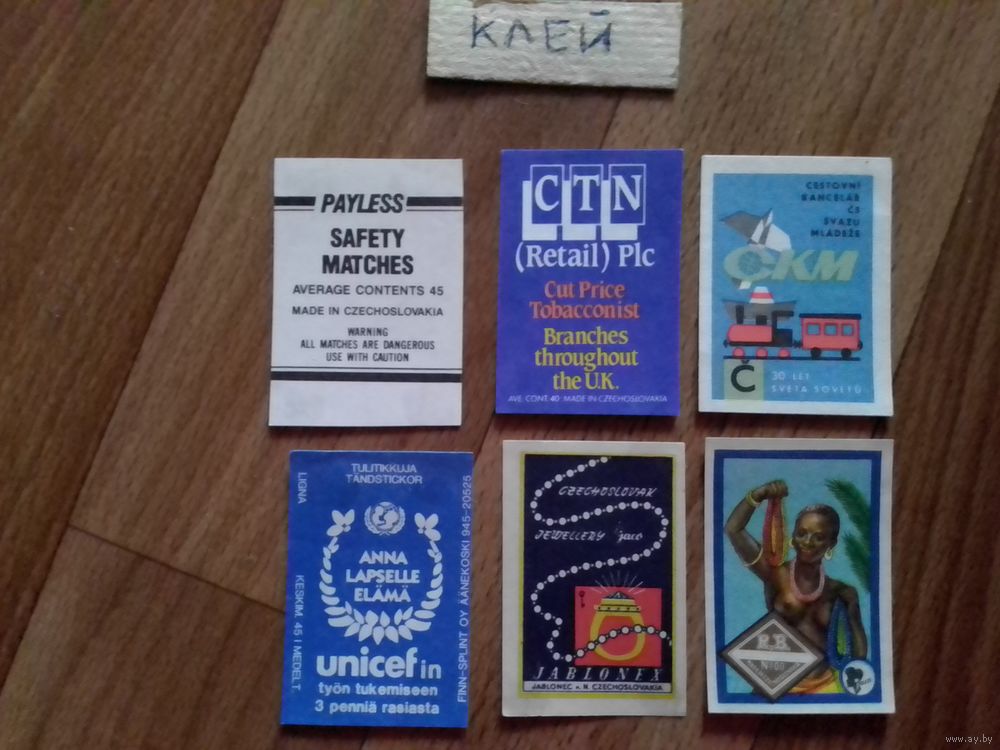 КЛЕЙ
PAYLESS
SAFETY
MATCHES
AVERAGE CONTENTS 45
MADE IN CZECHOSLOVAKIA
WARNING
ALL MATCHES ARE DANGEROUS
USE WITH CAUTION
CTN
(Retail) Plc
Cut Price
Tobacconist
Branches
throughout
the U.K.
AVE. CONT. 40 MADE IN CZECHOSLOVAKIA
CESTOVNÍ
KANCELÁŘ
ČS
SVAZU
MLÁDEŽE
ČKM
Č
30 LET
SVĚTA SOVĚTŮ
TULITIKKUJA
TÄNDSTICKOR
LIGNA
KESKIM. 45 I MEDELT.
ANNA
LAPSELLE
ELÄMÄ
unicef in
työn tukemiseen
3 penniä rasiasta
FINN-SPLINT OY ÄÄNEKOSKI 945-20525
CZECHOSLOVAK
JEWELLERY
JABLONEX
JABLONEC n. N. CZECHOSLOVAKIA
R.B
www.ay.by